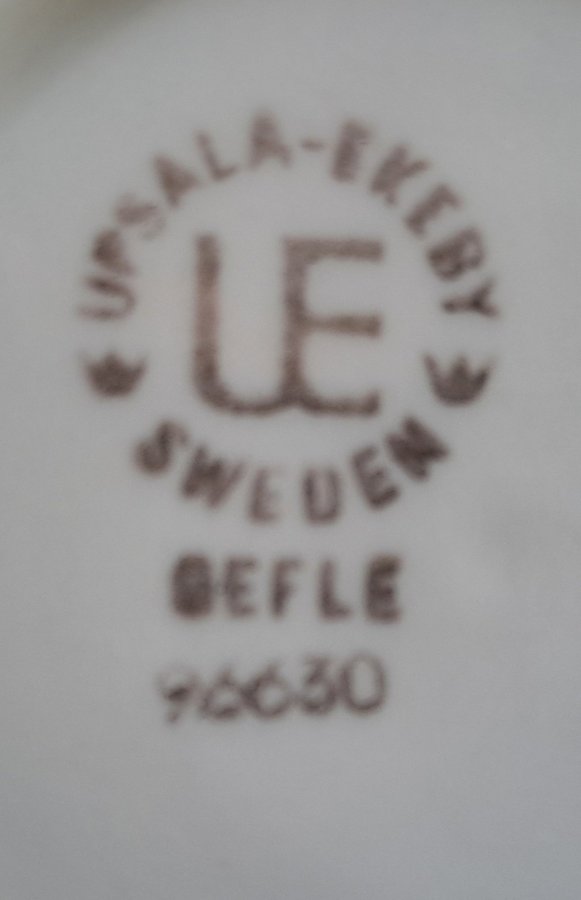 UPSALA-EKEBY
UE
SWEDEN
GEFLE
96630